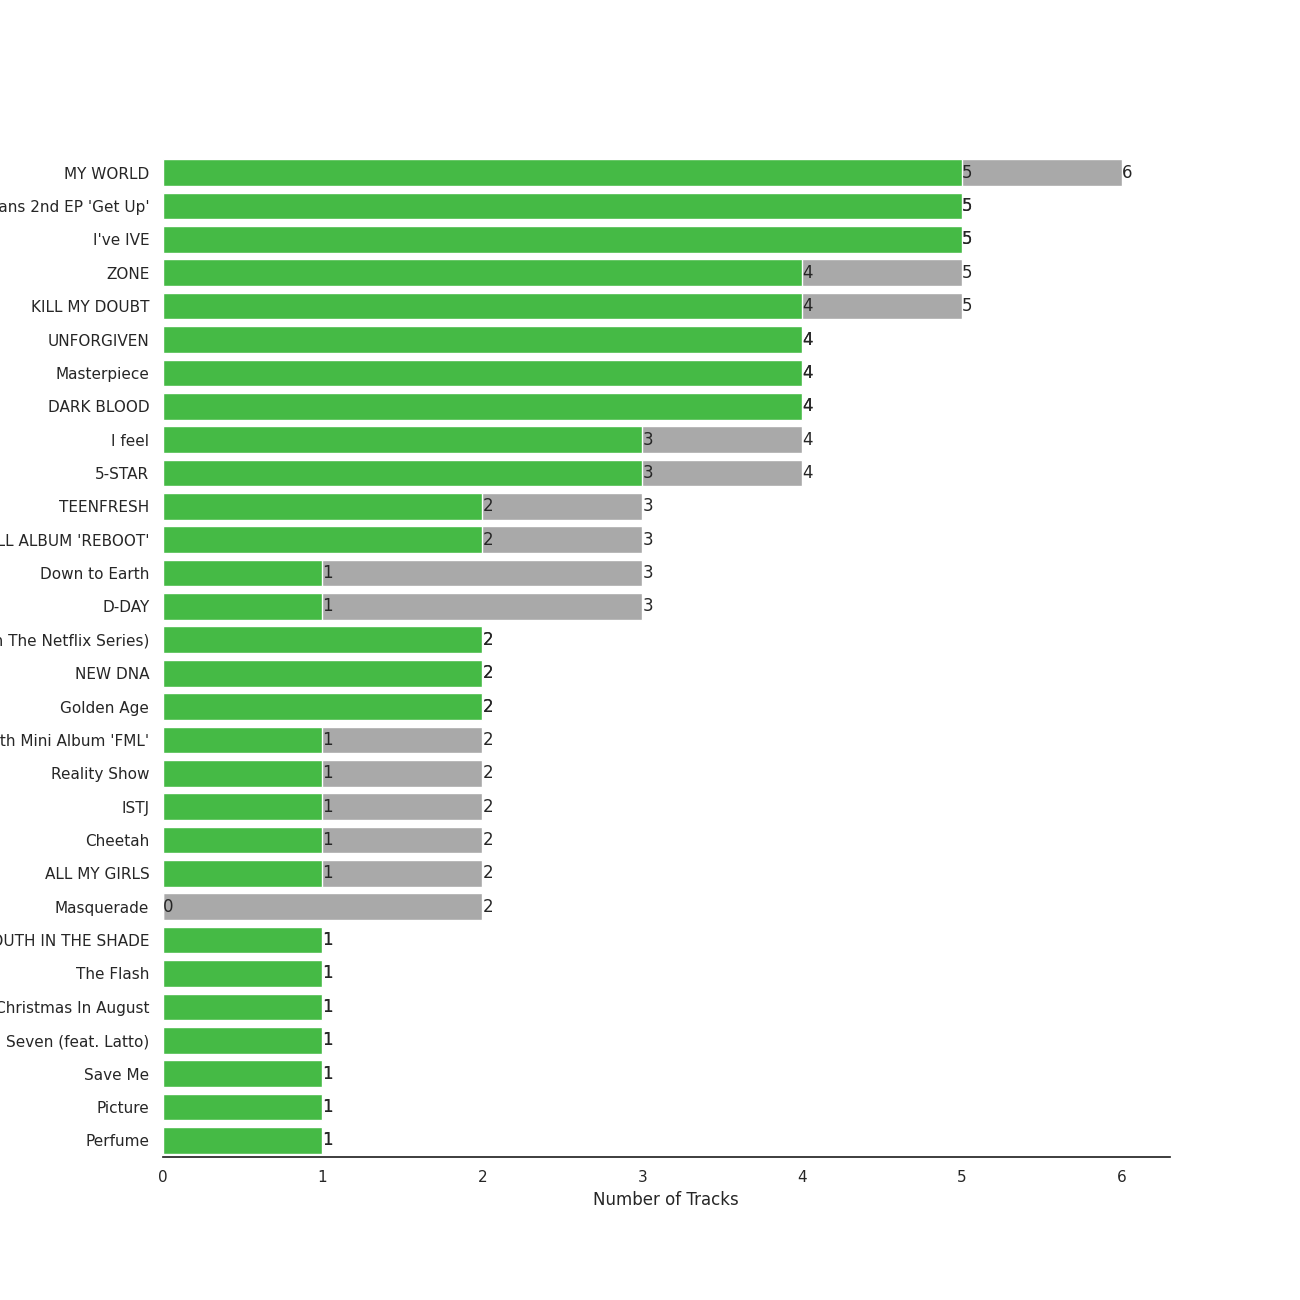 MY WORLD 5 6
2nd EP 'Get Up' 5
I've IVE 5
ZONE 4 5
KILL MY DOUBT 4 5
UNFORGIVEN 4
Masterpiece 4
DARK BLOOD 4
I feel 3 4
5-STAR 3 4
TEENFRESH 2 3
ALBUM 'REBOOT' 2 3
Down to Earth 1 3
D-DAY 1 3
The Netflix Series) 2
NEW DNA 2
Golden Age 2
Mini Album 'FML' 1 2
Reality Show 1 2
ISTJ 1 2
Cheetah 1 2
ALL MY GIRLS 1 2
Masquerade 0 2
IN THE SHADE 1
The Flash 1
Christmas In August 1
Seven (feat. Latto) 1
Save Me 1
Picture 1
Perfume 1
0 1 2 3 4 5 6
Number of Tracks